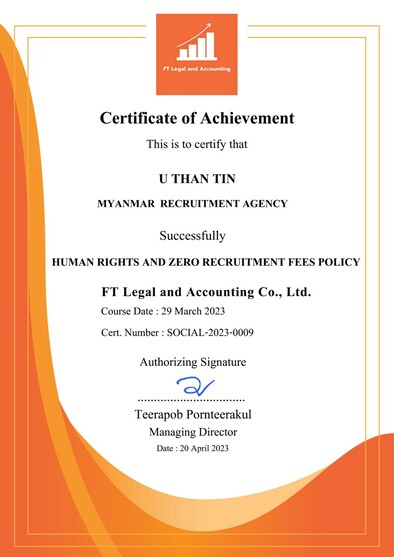 FT Legal and Accounting
Certificate of Achievement
This is to certify that
U THAN TIN
MYANMAR RECRUITMENT AGENCY
Successfully
HUMAN RIGHTS AND ZERO RECRUITMENT FEES POLICY
FT Legal and Accounting Co., Ltd.
Course Date : 29 March 2023
Cert. Number : SOCIAL-2023-0009
Authorizing Signature
Teerapob Pornteerakul
Managing Director
Date : 20 April 2023